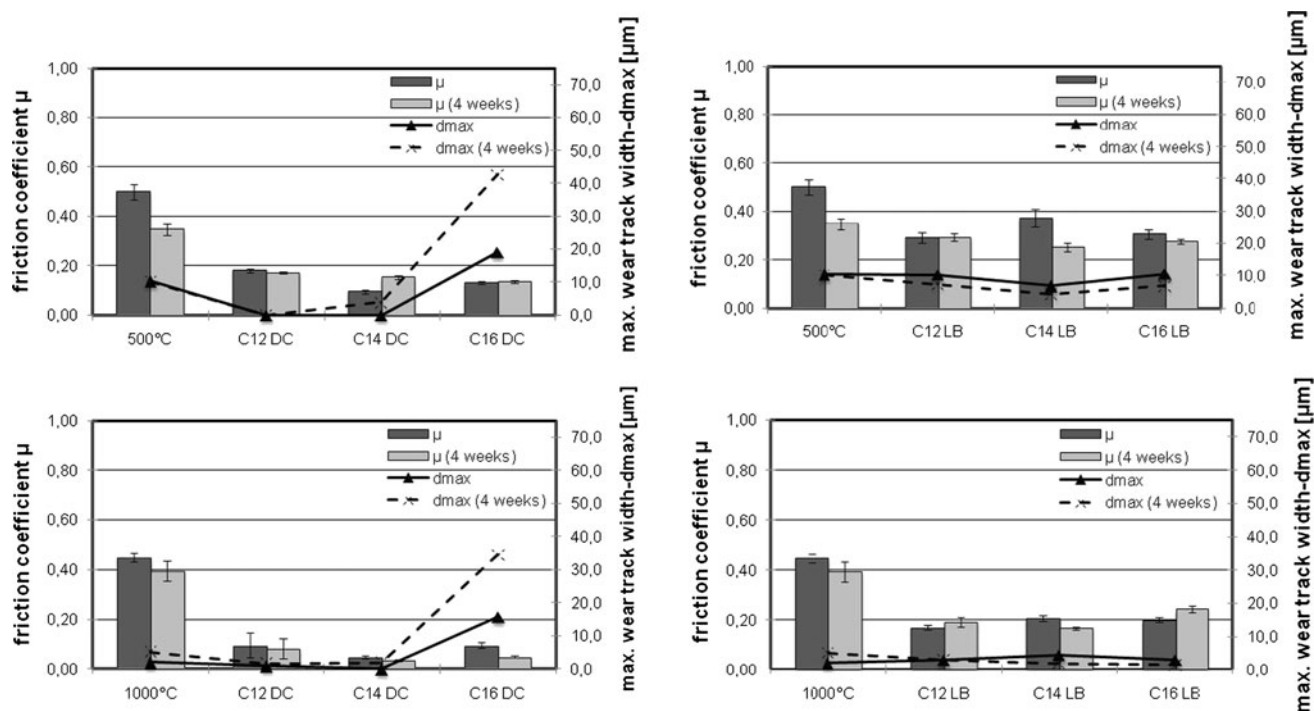 friction coefficient µ
1,00
0,80
0,60
0,40
0,20
0,00
µ
µ (4 weeks)
dmax
dmax (4 weeks)
70,0
60,0
50,0
40,0
30,0
20,0
10,0
0,0
max. wear track width-dmax [µm]
500ºC
C12 DC
C14 DC
C16 DC
friction coefficient µ
1,00
0,80
0,60
0,40
0,20
0,00
µ
µ (4 weeks)
dmax
dmax (4 weeks)
70,0
60,0
50,0
40,0
30,0
20,0
10,0
0,0
max. wear track width-dmax [µm]
500ºC
C12 LB
C14 LB
C16 LB
friction coefficient µ
1,00
0,80
0,60
0,40
0,20
0,00
µ
µ (4 weeks)
dmax
dmax (4 weeks)
70,0
60,0
50,0
40,0
30,0
20,0
10,0
0,0
max. wear track width-dmax [µm]
1000ºC
C12 DC
C14 DC
C16 DC
friction coefficient µ
1,00
0,80
0,60
0,40
0,20
0,00
µ
µ (4 weeks)
dmax
dmax (4 weeks)
70,0
60,0
50,0
40,0
30,0
20,0
10,0
0,0
max. wear track width-dmax [µm]
1000ºC
C12 LB
C14 LB
C16 LB